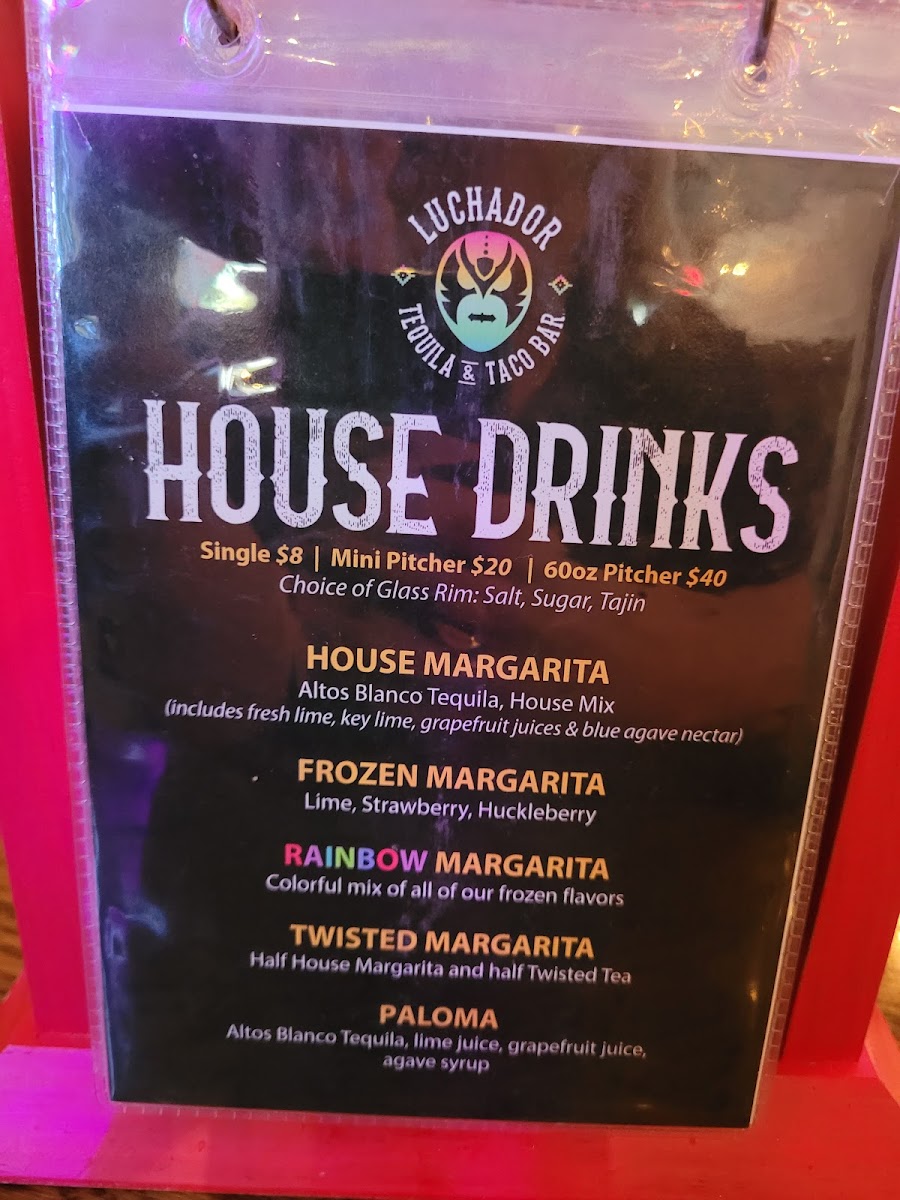 LUCHADOR
TEQUILA & TACO BAR
HOUSE DRINKS
Single $8 | Mini Pitcher $20 | 60oz Pitcher $40
Choice of Glass Rim: Salt, Sugar, Tajin
HOUSE MARGARITA
Altos Blanco Tequila, House Mix
(includes fresh lime, key lime, grapefruit juices & blue agave nectar)
FROZEN MARGARITA
Lime, Strawberry, Huckleberry
RAINBOW MARGARITA
Colorful mix of all of our frozen flavors
TWISTED MARGARITA
Half House Margarita and half Twisted Tea
PALOMA
Altos Blanco Tequila, lime juice, grapefruit juice,
agave syrup